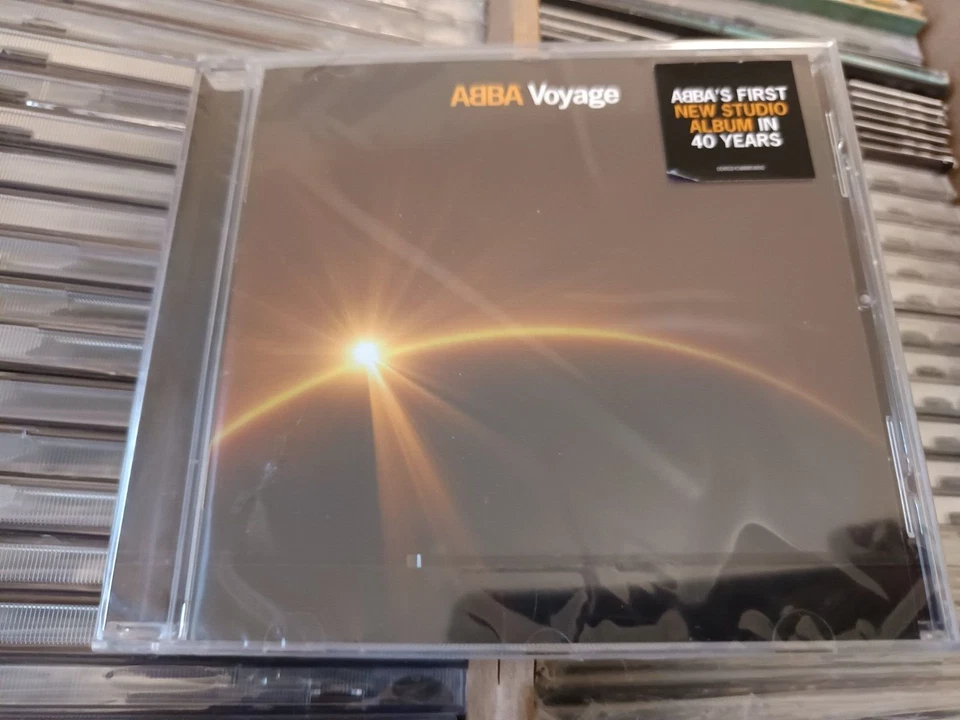 ABBA Voyage
ABBA'S FIRST
NEW STUDIO
ALBUM IN
40 YEARS